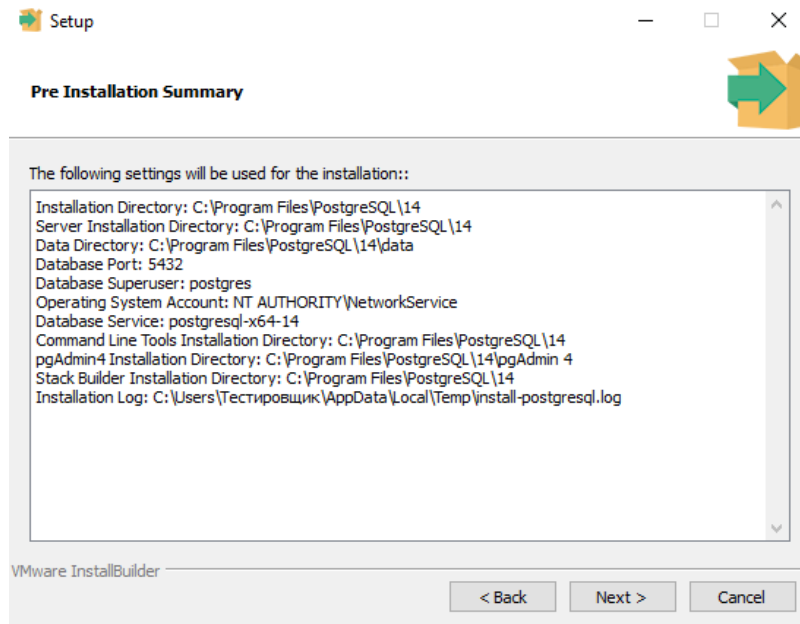 Setup
Pre Installation Summary
The following settings will be used for the installation::
Installation Directory: C:\Program Files\PostgreSQL\14
Server Installation Directory: C:\Program Files\PostgreSQL\14
Data Directory: C:\Program Files\PostgreSQL\14\data
Database Port: 5432
Database Superuser: postgres
Operating System Account: NT AUTHORITY\NetworkService
Database Service: postgresql-x64-14
Command Line Tools Installation Directory: C:\Program Files\PostgreSQL\14
pgAdmin4 Installation Directory: C:\Program Files\PostgreSQL\14\pgAdmin 4
Stack Builder Installation Directory: C:\Program Files\PostgreSQL\14
Installation Log: C:\Users\Тестировщик\AppData\Local\Temp\install-postgresql.log
VMware InstallBuilder
< Back
Next >
Cancel